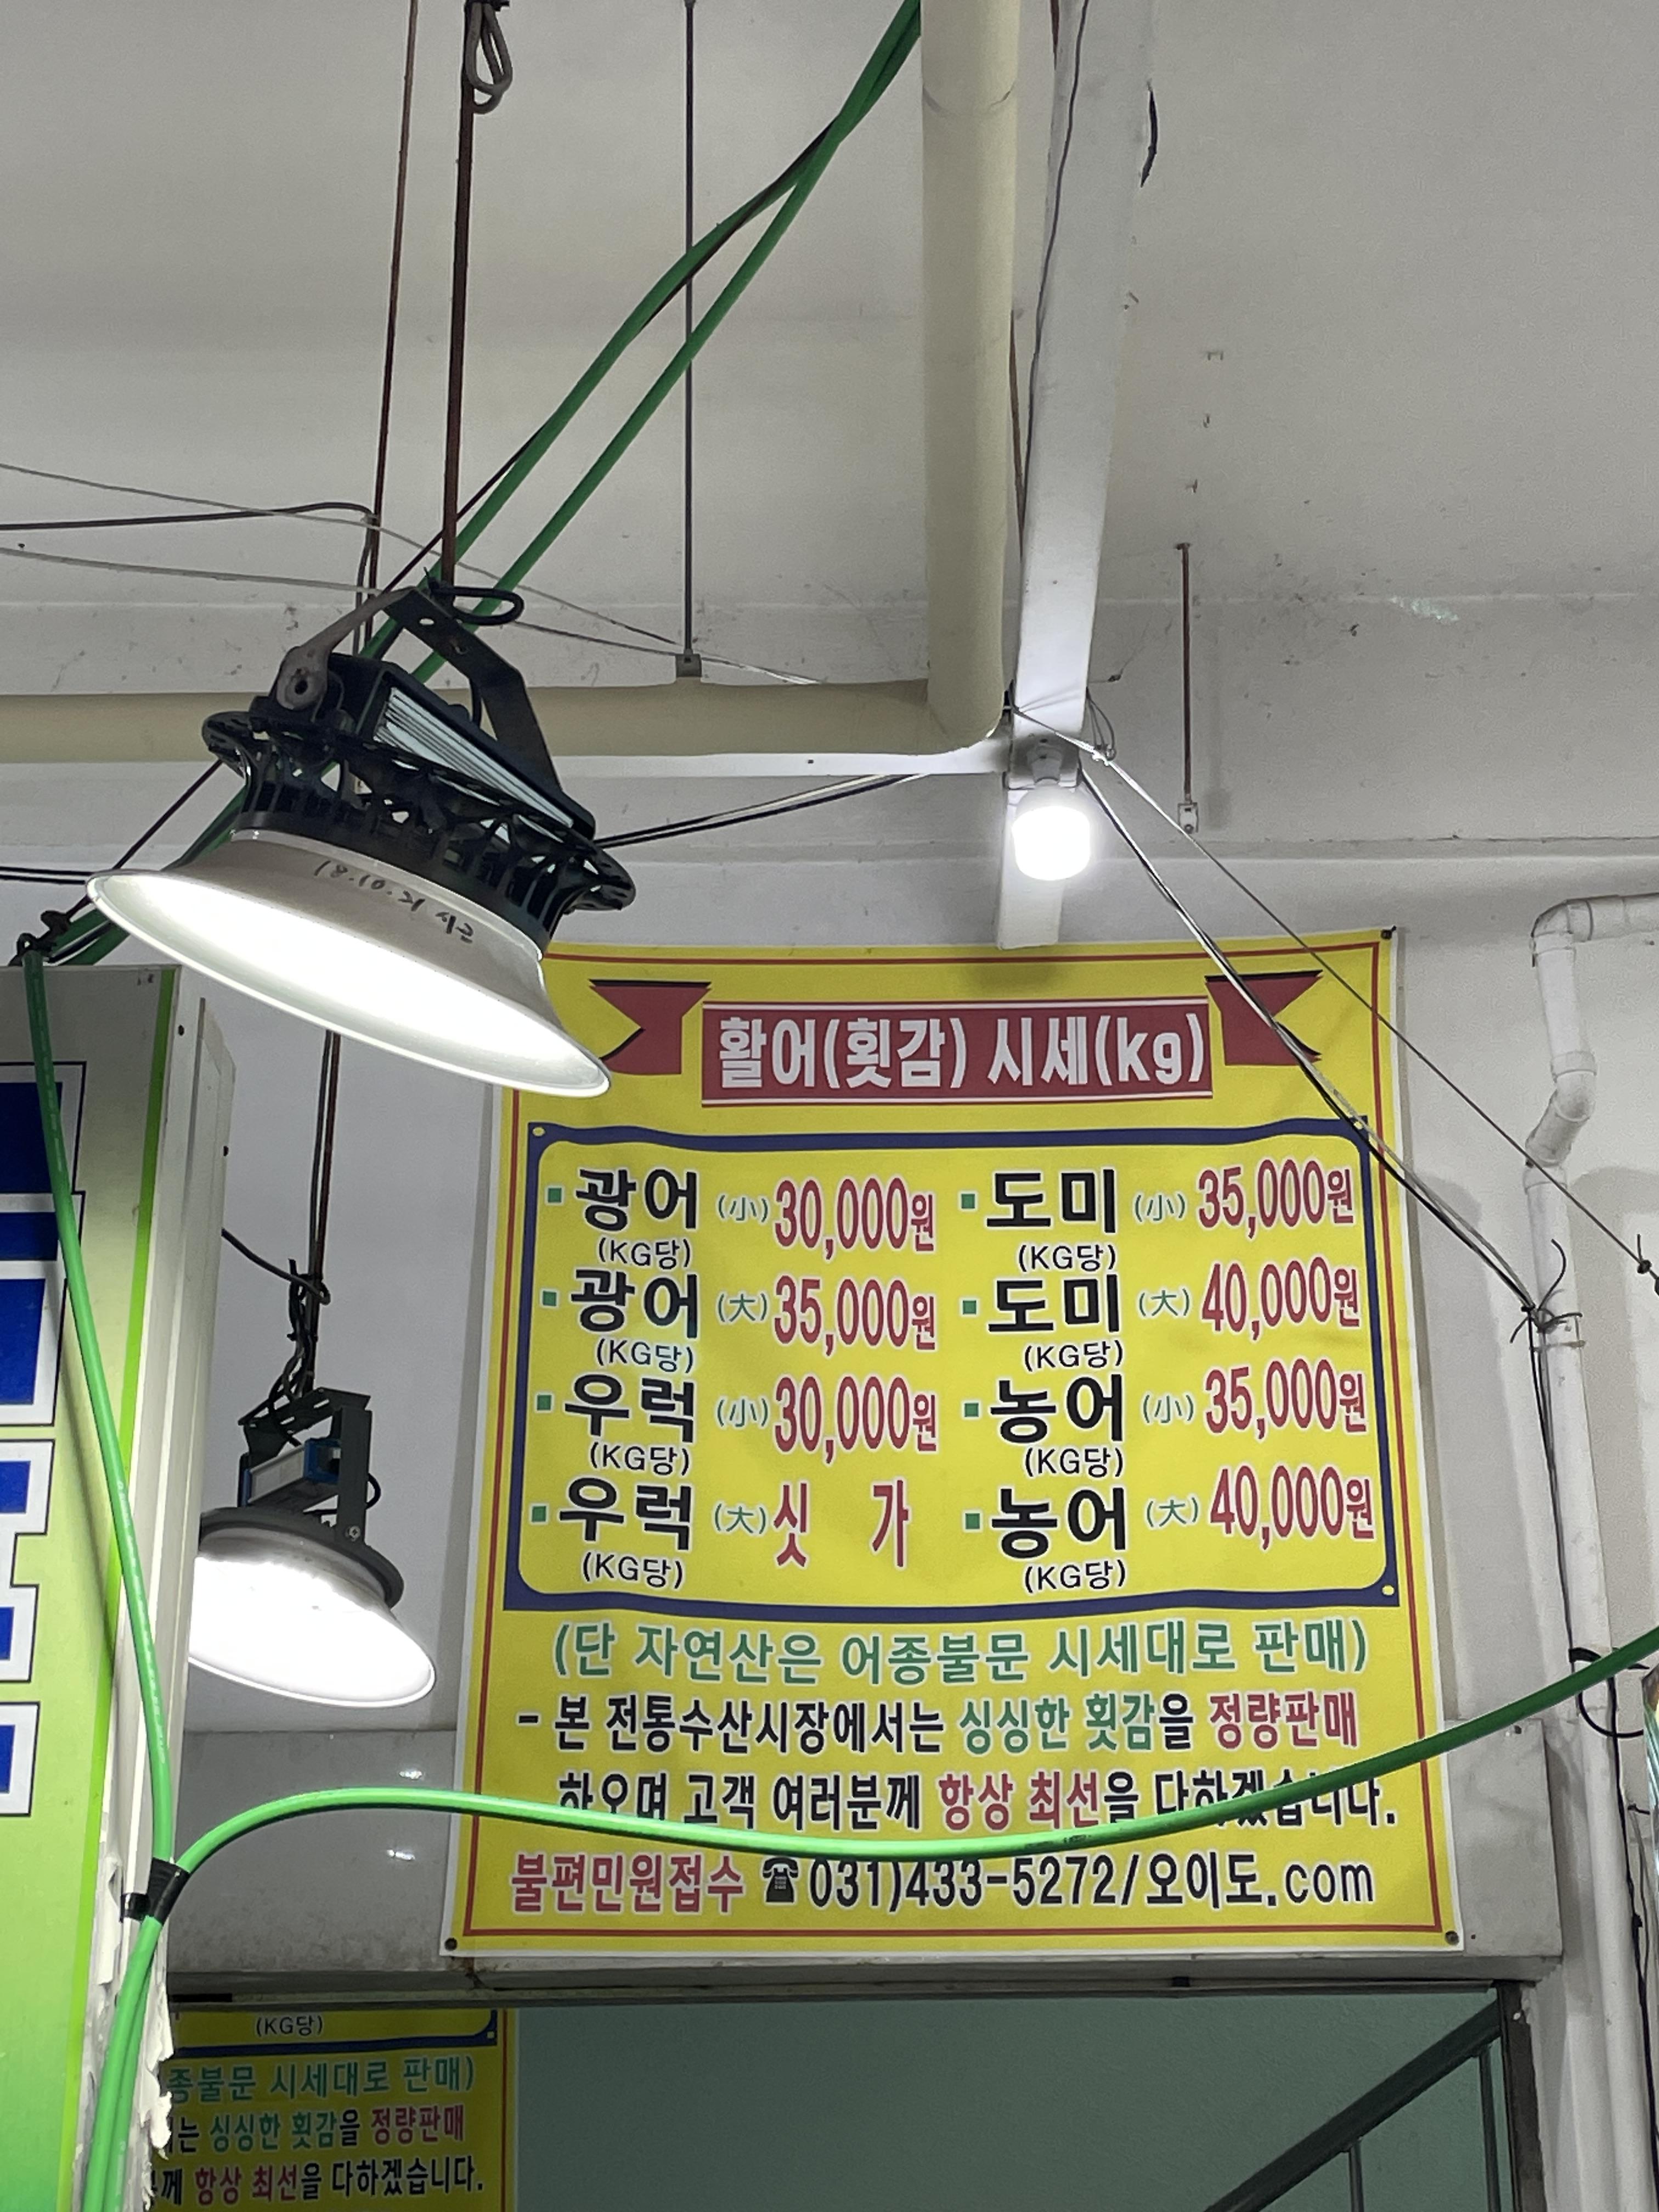 활어(횟감) 시세(kg)
▪광어 (小) 30,000원 ▪도미 (小) 35,000원
(KG당) (KG당)
▪광어 (大) 35,000원 ▪도미 (大) 40,000원
(KG당) (KG당)
▪우럭 (小) 30,000원 ▪농어 (小) 35,000원
(KG당) (KG당)
▪우럭 (大) 싯 가 ▪농어 (大) 40,000원
(KG당) (KG당)
(단 자연산은 어종불문 시세대로 판매)
- 본 전통수산시장에서는 싱싱한 횟감을 정량판매
하오며 고객 여러분께 항상 최선을 다하겠습니다.
불편민원접수 ☎031)433-5272/오이도.com
(KG당)
종불문 시세대로 판매)
는 싱싱한 횟감을 정량판매
께 항상 최선을 다하겠습니다.